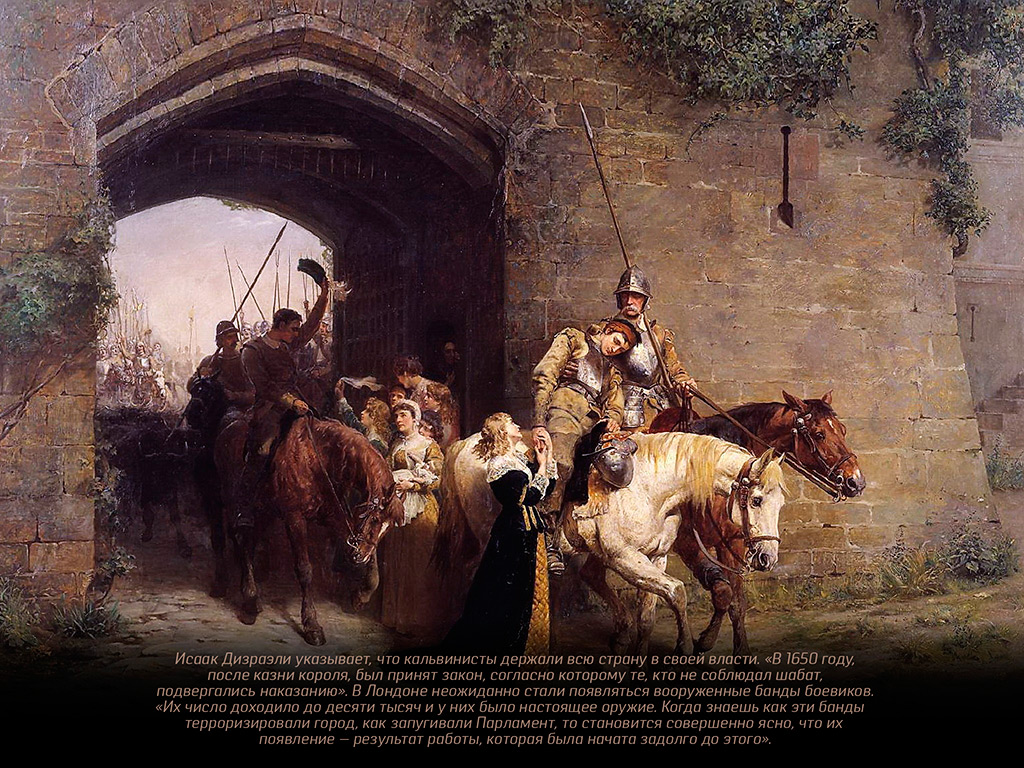 Исаак Дизраэли указывает, что кальвинисты держали всю страну в своей власти. «В 1650 году,
после казни короля, был принят закон, согласно которому те, кто не соблюдал шабат,
подвергались наказанию». В Лондоне неожиданно стали появляться вооруженные банды боевиков.
«Их число доходило до десяти тысяч и у них было настоящее оружие. Когда знаешь как эти банды
терроризировали город, как запугивали Парламент, то становится совершенно ясно, что их
появление – результат работы, которая была начата задолго до этого».